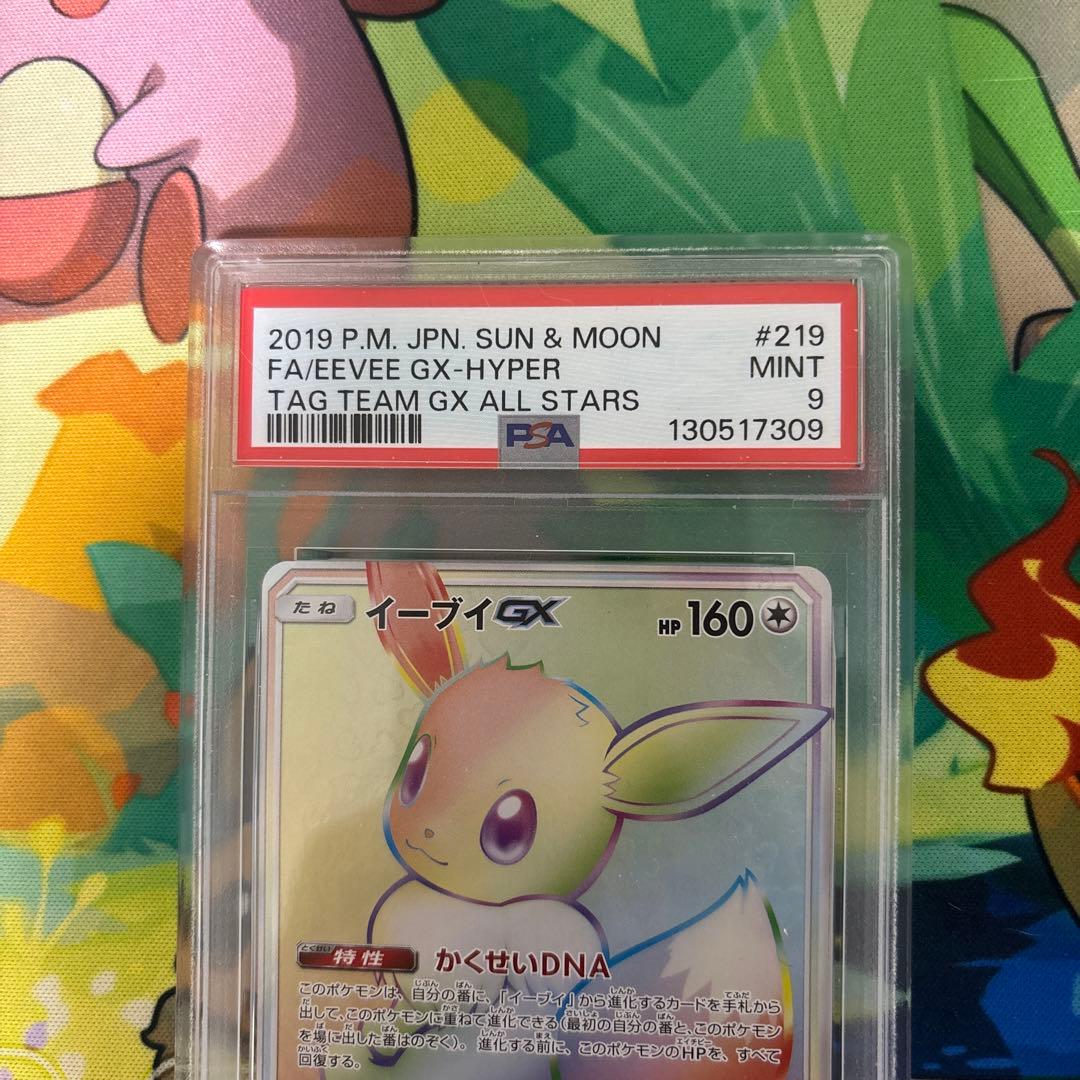 2019 P.M. JPN. SUN & MOON #219
FA/EEVEE GX-HYPER MINT
TAG TEAM GX ALL STARS 9
PSA 130517309
たね イーブイGX HP 160
とくせい
特性 かくせいDNA
このポケモンは、自分の番に、「イーブイ」から進化するカードを手札から
出して、このポケモンに重ねて進化できる(最初の自分の番と、このポケモン
を場に出した番はのぞく)。進化する前に、このポケモンのHPを、すべて
回復する。